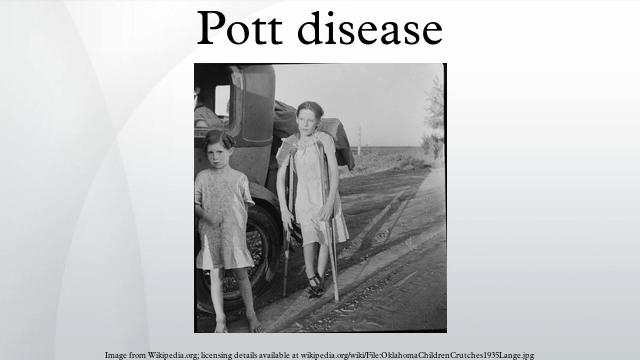 Pott disease
Image from Wikipedia.org; licensing details available at wikipedia.org/wiki/File:OklahomaChildrenCrutches1935Lange.jpg